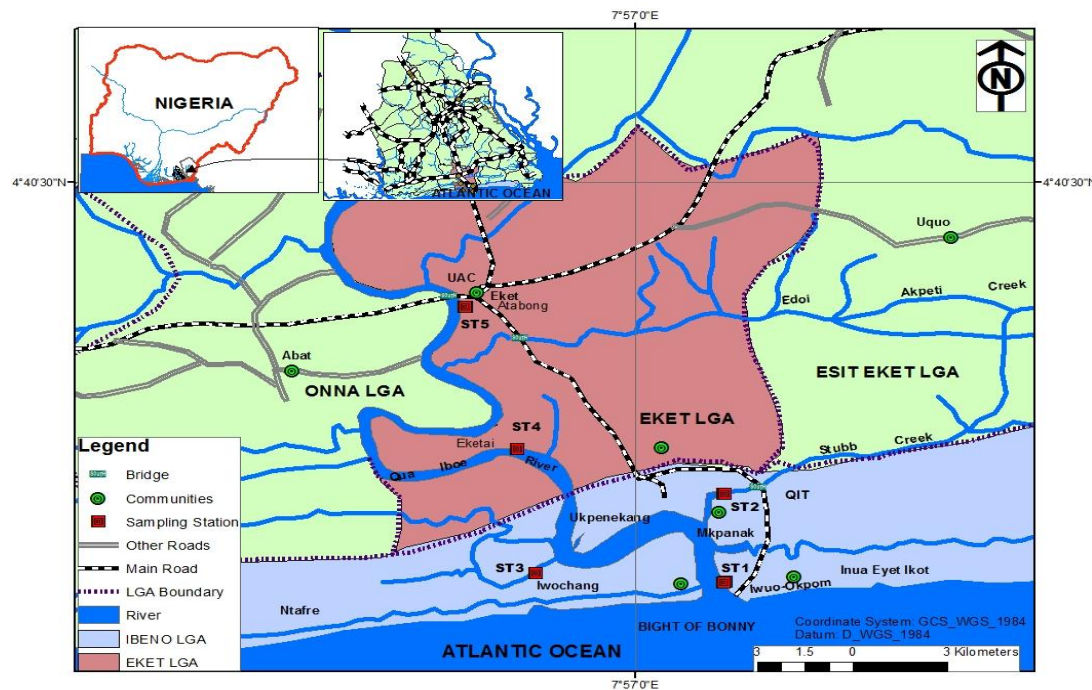 7°57'0"E
NIGERIA
ATLANTIC OCEAN
N
4°40'30"N
4°40'30"N
Uquo
UAC
Eket
Atabong
Edoi
Akpeti
Creek
ST5
Abat
ONNA LGA
ESIT EKET LGA
EKET LGA
ST4
Eketai
Stubb
Creek
Qua
Iboe
River
QIT
ST2
Ukpenekang
Mkpanak
ST3
Iwochang
ST1
Inua Eyet Ikot
Iwuo-Okpom
Ntafre
BIGHT OF BONNY
ATLANTIC OCEAN
Legend
Bridge
Communities
Sampling Station
Other Roads
Main Road
LGA Boundary
River
IBENO LGA
EKET LGA
Coordinate System: GCS_WGS_1984
Datum: D_WGS_1984
3 1.5 0 3 Kilometers
7°57'0"E